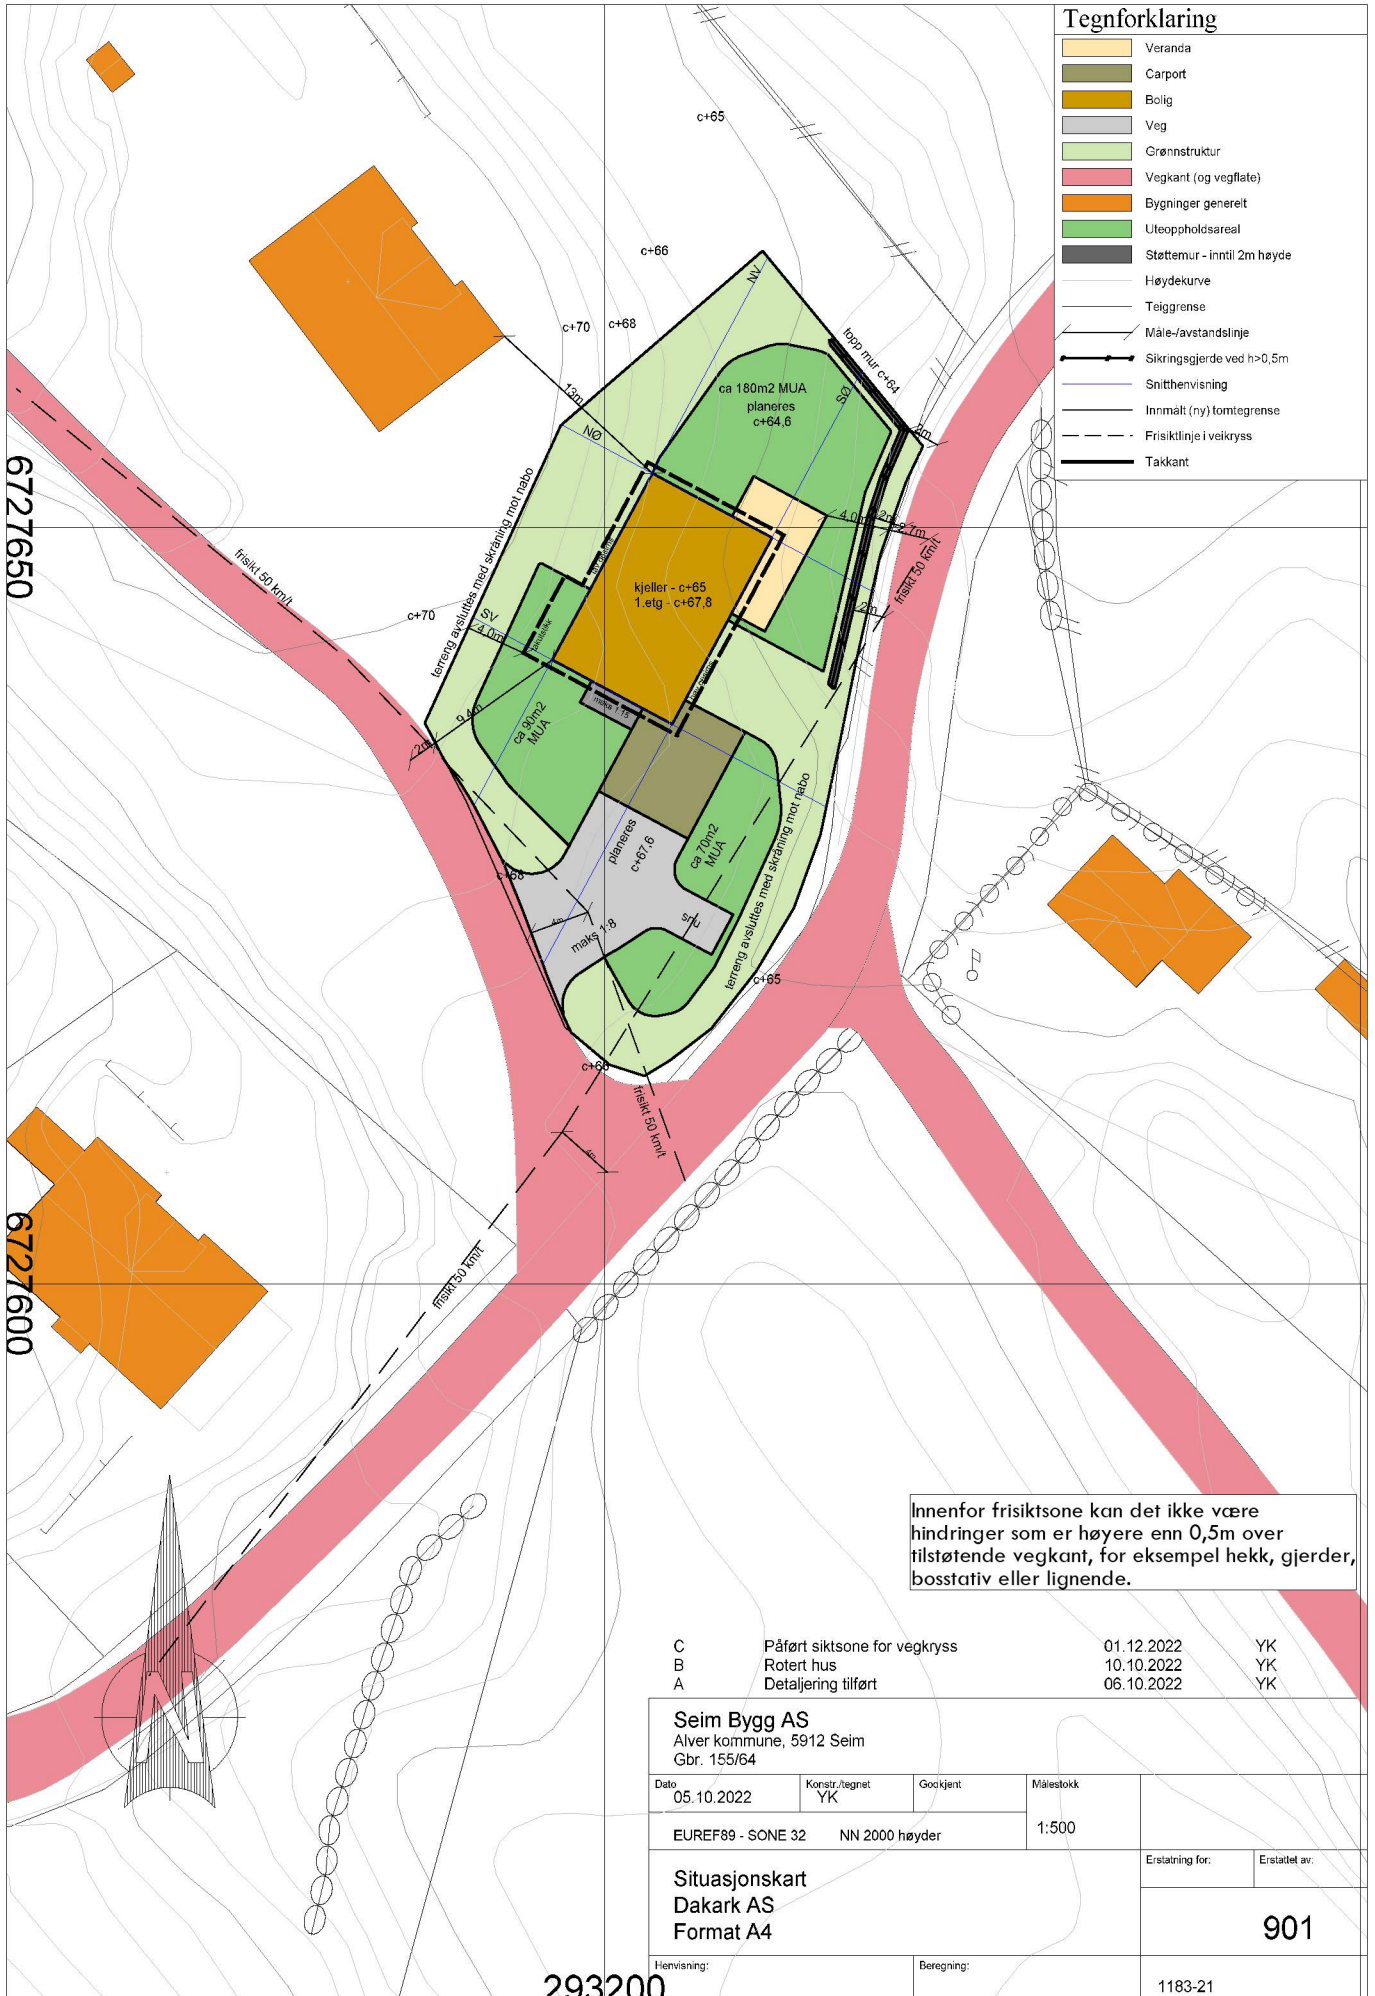 Tegnforklaring
Veranda
Carport
Bolig
Veg
Grønnstruktur
Vegkant (og vegflate)
Bygninger generelt
Uteoppholdsareal
Støttemur - inntil 2m høyde
Høydekurve
Teiggrense
Måle-/avstandslinje
Sikringsgjerde ved h>0,5m
Snitthenvisning
Innmålt (ny) tomtegrense
Frisiktlinje i veikryss
Takkant
c+65
c+66
c+70
c+68
NV
topp mur c+64
13m
ca 180m2 MUA
planeres
c+64,6
SØ
NØ
2m
6727650
terreng avsluttes med skråning mot nabo
4,0m
2m
2,7m
frisikt 50 km/t
frisikt 50 km/t
kjeller - c+65
1.etg - c+67,8
c+70
SV
4,0m
2m
maks 1:15
9,4m
2m
ca 90m2
MUA
planeres
c+67,6
ca 70m2
MUA
terreng avsluttes med skråning mot nabo
c+68
4m
maks 1:8
snu
c+65
c+66
frisikt 50 km/t
4m
frisikt 50 km/t
6727600
N
Innenfor frisiktsone kan det ikke være
hindringer som er høyere enn 0,5m over
tilstøtende vegkant, for eksempel hekk, gjerder,
bosstativ eller lignende.
C Påført siktsone for vegkryss 01.12.2022 YK
B Rotert hus 10.10.2022 YK
A Detaljering tilført 06.10.2022 YK
Seim Bygg AS
Alver kommune, 5912 Seim
Gbr. 155/64
Dato Konstr./tegnet Godkjent Målestokk
05.10.2022 YK
1:500
EUREF89 - SONE 32 NN 2000 høyder
Erstatning for: Erstattet av:
Situasjonskart
Dakark AS
Format A4
901
Henvisning: Beregning:
1183-21
293200